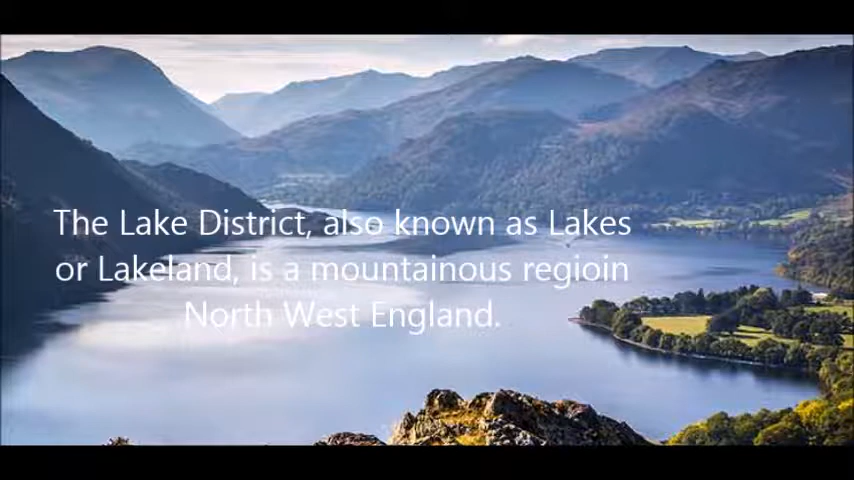 The Lake District, also known as Lakes
or Lakeland, is a mountainous regioin
North West England.